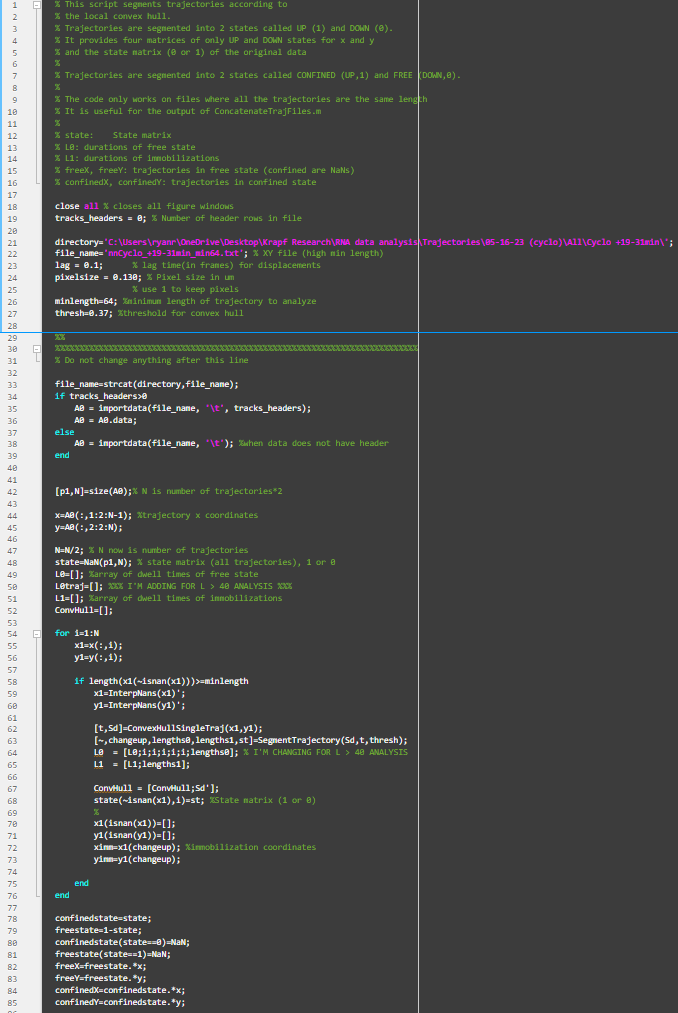 1 % This script segments trajectories according to
2 % the local convex hull.
3 % Trajectories are segmented into 2 states called UP (1) and DOWN (0).
4 % It provides four matrices of only UP and DOWN states for x and y
5 % and the state matrix (0 or 1) of the original data
6 %
7 % Trajectories are segmented into 2 states called CONFINED (UP,1) and FREE (DOWN,0).
8 %
9 % The code only works on files where all the trajectories are the same length
10 % It is useful for the output of ConcatenateTrajFiles.m
11 %
12 % state:    State matrix
13 % L0: durations of free state
14 % L1: durations of immobilizations
15 % freeX, freeY: trajectories in free state (confined are NaNs)
16 % confinedX, confinedY: trajectories in confined state
17
18 close all % closes all figure windows
19 tracks_headers = 0; % Number of header rows in file
20
21 directory='C:\Users\ryanr\OneDrive\Desktop\Krapf Research\RNA data analysis\Trajectories\05-16-23 (cyclo)\All\Cyclo +19-31min\';
22 file_name='nnCyclo_+19-31min_min64.txt'; % XY file (high min length)
23 lag = 0.1;      % lag time(in frames) for displacements
24 pixelsize = 0.130; % Pixel size in um
25                 % use 1 to keep pixels
26 minlength=64; %minimum length of trajectory to analyze
27 thresh=0.37; %threshold for convex hull
28
29 %%
30 %%%%%%%%%%%%%%%%%%%%%%%%%%%%%%%%%%%%%%%%%%%%%%%%%%%%%%%%%%%%%%%%%%%%%%%%%%%
31 % Do not change anything after this line
32
33 file_name=strcat(directory,file_name);
34 if tracks_headers>0
35     A0 = importdata(file_name, '\t', tracks_headers);
36     A0 = A0.data;
37 else
38     A0 = importdata(file_name, '\t'); %when data does not have header
39 end
40
41
42 [p1,N]=size(A0);% N is number of trajectories*2
43
44 x=A0(:,1:2:N-1); %trajectory x coordinates
45 y=A0(:,2:2:N);
46
47 N=N/2; % N now is number of trajectories
48 state=NaN(p1,N); % state matrix (all trajectories), 1 or 0
49 L0=[]; %array of dwell times of free state
50 L0traj=[]; %%% I'M ADDING FOR L > 40 ANALYSIS %%%
51 L1=[]; %array of dwell times of immobilizations
52 ConvHull=[];
53
54 for i=1:N
55     x1=x(:,i);
56     y1=y(:,i);
57
58     if length(x1(~isnan(x1)))>=minlength
59         x1=InterpNans(x1)';
60         y1=InterpNans(y1)';
61
62         [t,Sd]=ConvexHullSingleTraj(x1,y1);
63         [~,changeup,lengths0,lengths1,st]=SegmentTrajectory(Sd,t,thresh);
64         L0  = [L0;i;i;i;i;i;lengths0]; % I'M CHANGING FOR L > 40 ANALYSIS
65         L1  = [L1;lengths1];
66
67         ConvHull = [ConvHull;Sd'];
68         state(~isnan(x1),i)=st; %State matrix (1 or 0)
69         %
70         x1(isnan(x1))=[];
71         y1(isnan(y1))=[];
72         ximm=x1(changeup); %immobilization coordinates
73         yimm=y1(changeup);
74
75     end
76 end
77
78 confinedstate=state;
79 freestate=1-state;
80 confinedstate(state==0)=NaN;
81 freestate(state==1)=NaN;
82 freeX=freestate.*x;
83 freeY=freestate.*y;
84 confinedX=confinedstate.*x;
85 confinedY=confinedstate.*y;